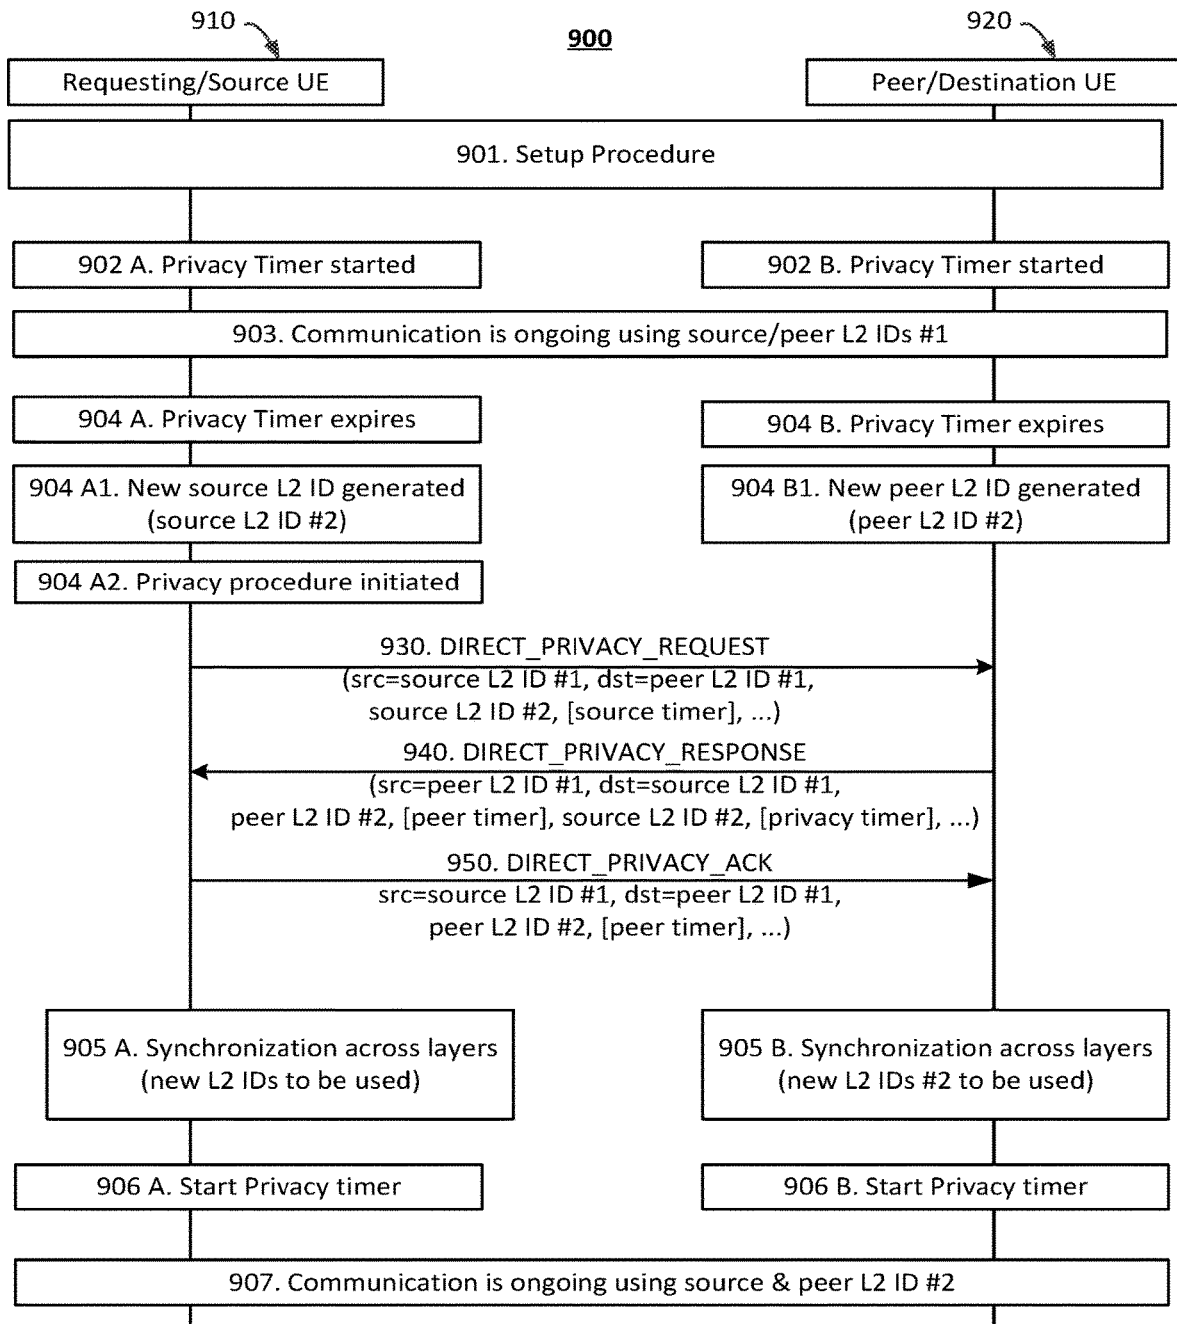 910
900
920
Requesting/Source UE
Peer/Destination UE
901. Setup Procedure
902 A. Privacy Timer started
902 B. Privacy Timer started
903. Communication is ongoing using source/peer L2 IDs #1
904 A. Privacy Timer expires
904 B. Privacy Timer expires
904 A1. New source L2 ID generated
(source L2 ID #2)
904 B1. New peer L2 ID generated
(peer L2 ID #2)
904 A2. Privacy procedure initiated
930. DIRECT_PRIVACY_REQUEST
(src=source L2 ID #1, dst=peer L2 ID #1,
source L2 ID #2, [source timer], ...)
940. DIRECT_PRIVACY_RESPONSE
(src=peer L2 ID #1, dst=source L2 ID #1,
peer L2 ID #2, [peer timer], source L2 ID #2, [privacy timer], ...)
950. DIRECT_PRIVACY_ACK
src=source L2 ID #1, dst=peer L2 ID #1,
peer L2 ID #2, [peer timer], ...)
905 A. Synchronization across layers
(new L2 IDs to be used)
905 B. Synchronization across layers
(new L2 IDs #2 to be used)
906 A. Start Privacy timer
906 B. Start Privacy timer
907. Communication is ongoing using source & peer L2 ID #2